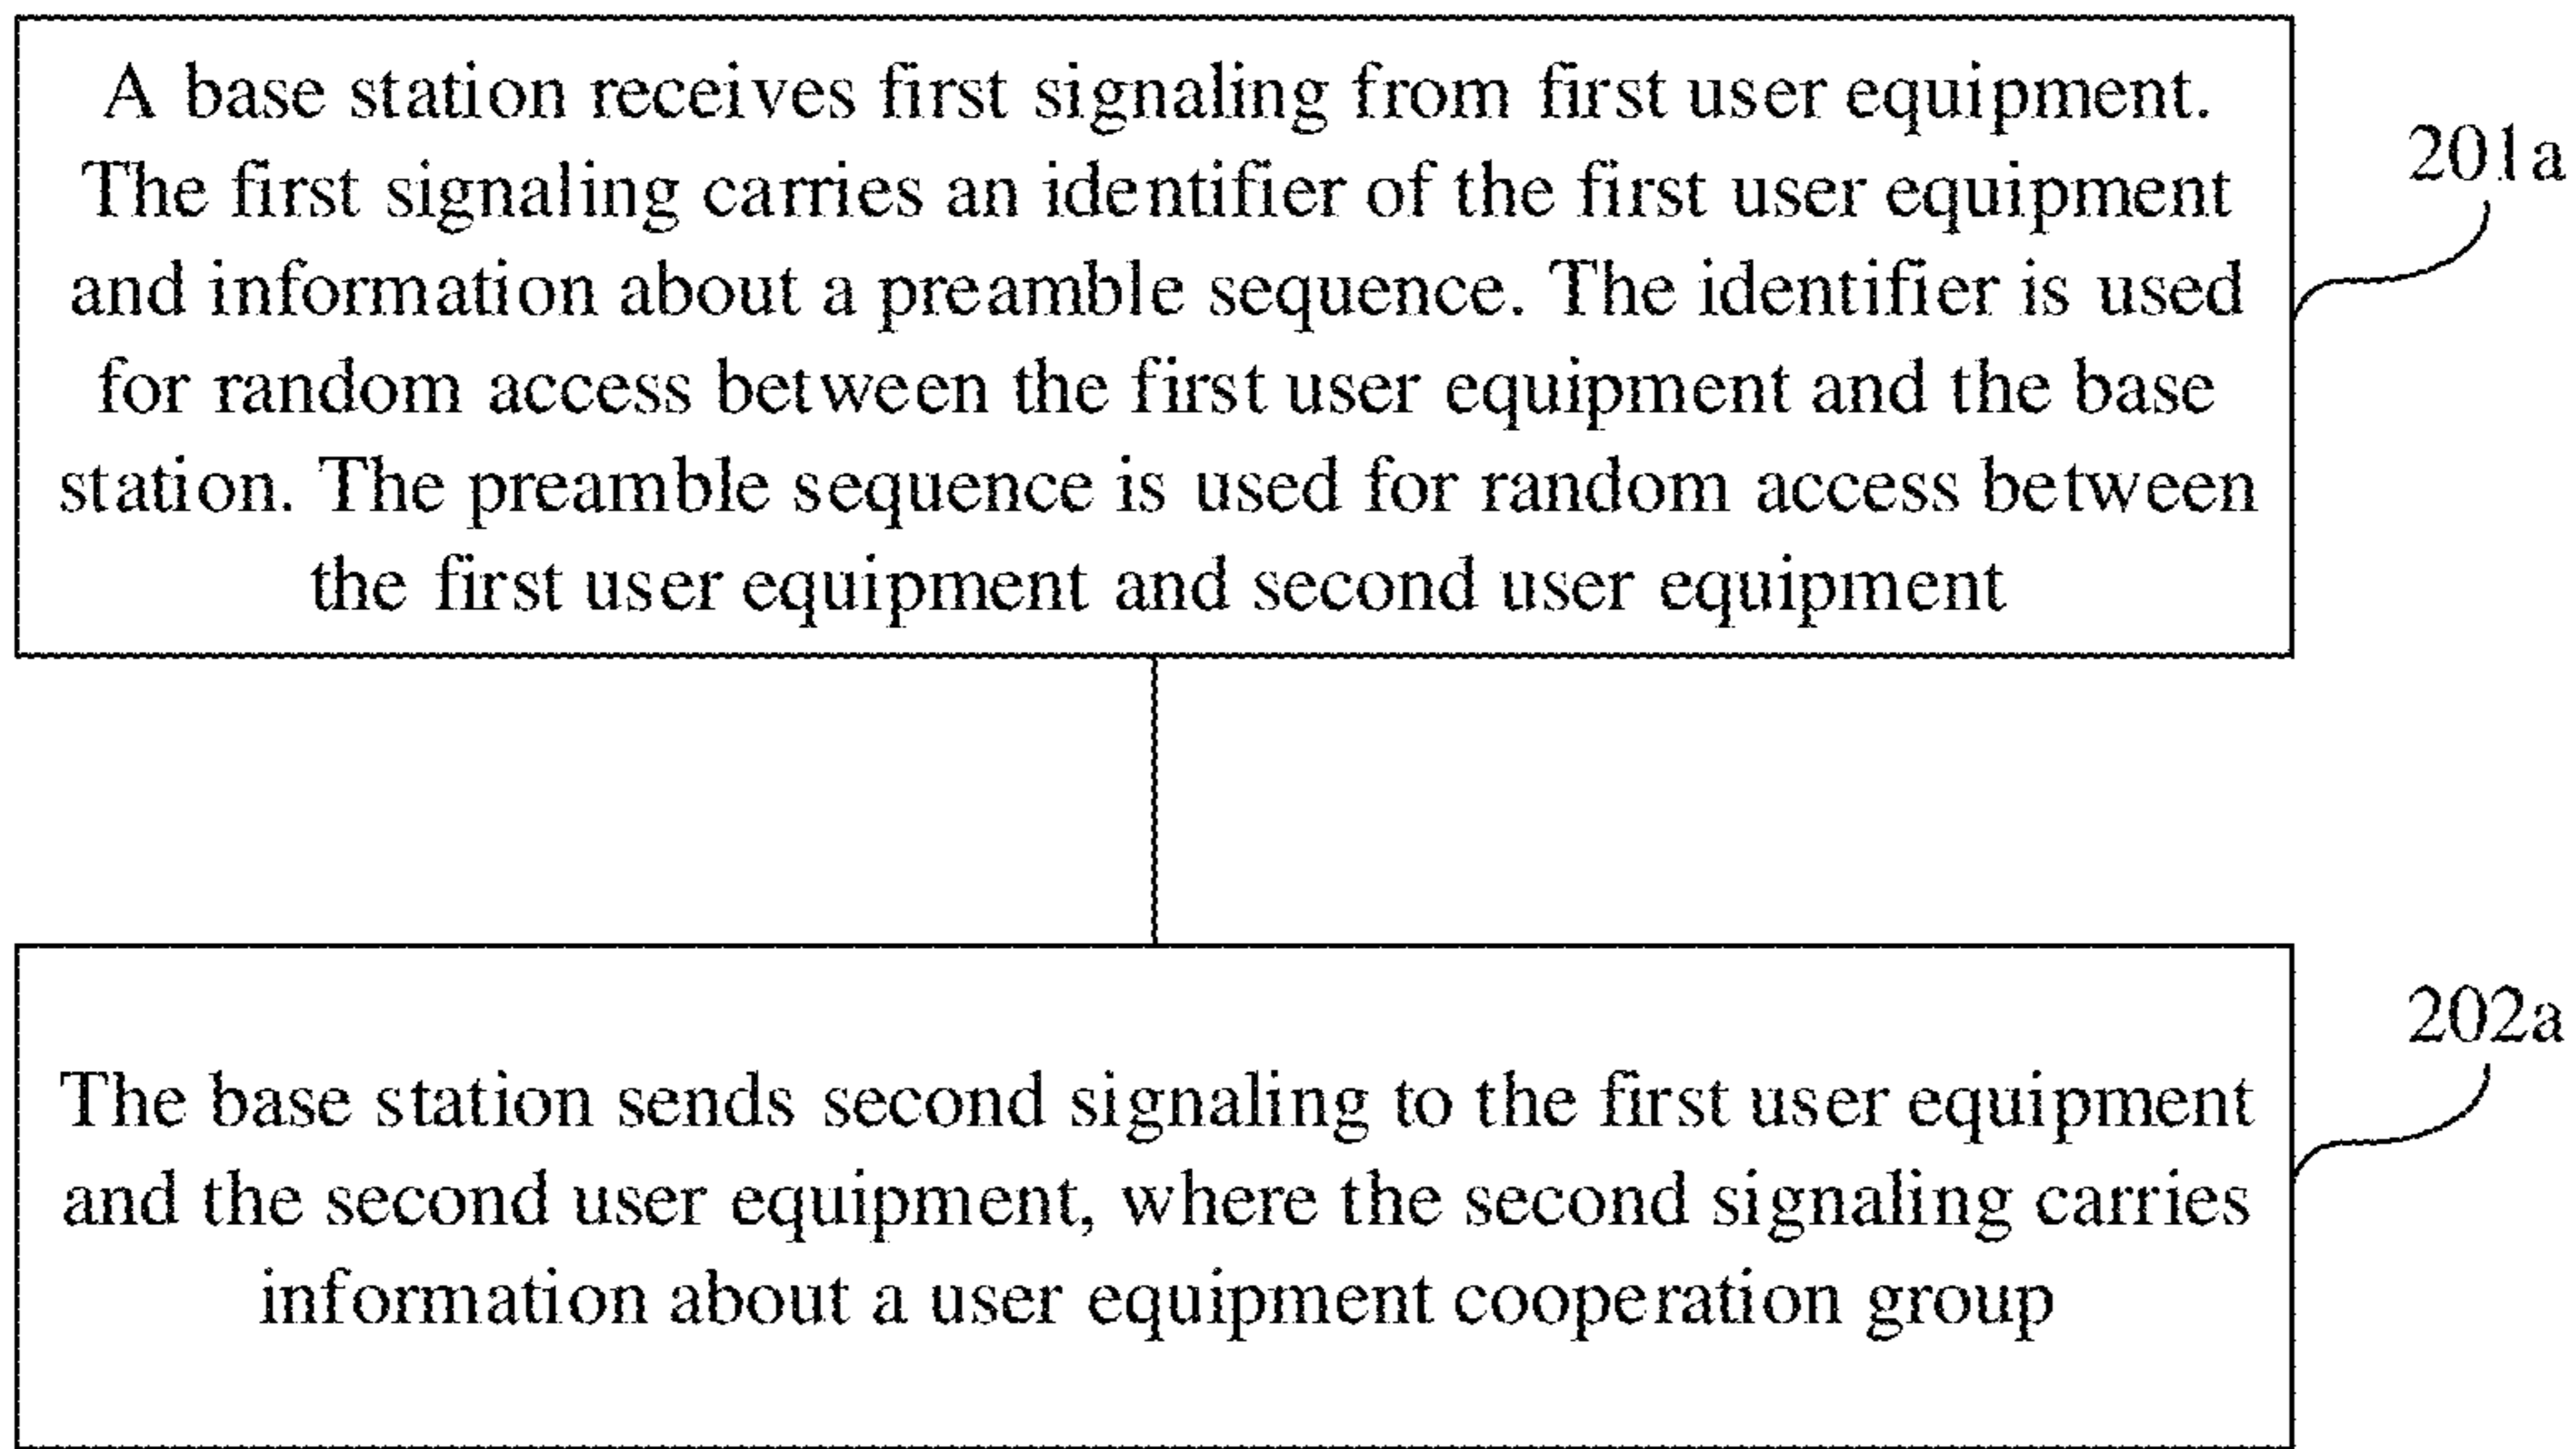 A base station receives first signaling from first user equipment.
The first signaling carries an identifier of the first user equipment
and information about a preamble sequence. The identifier is used
for random access between the first user equipment and the base
station. The preamble sequence is used for random access between
the first user equipment and second user equipment
201a
The base station sends second signaling to the first user equipment
and the second user equipment, where the second signaling carries
information about a user equipment cooperation group
202a